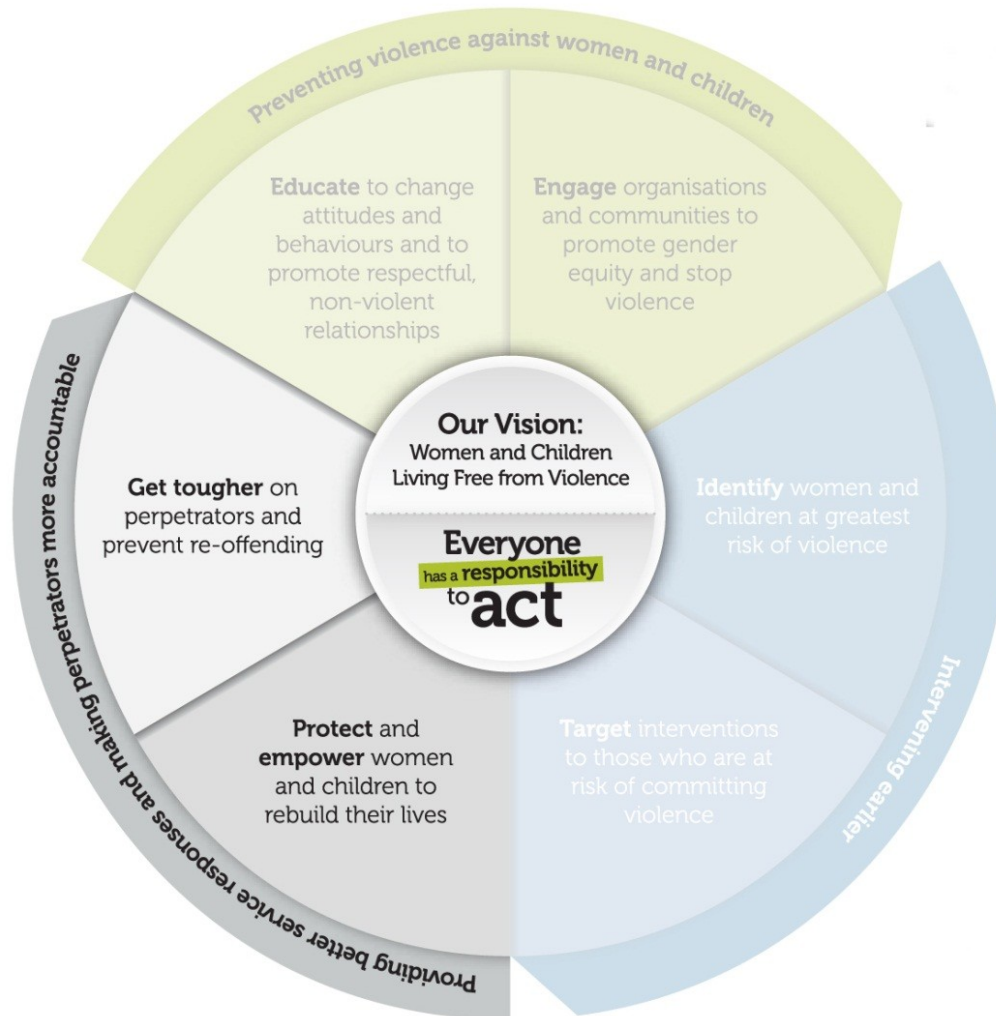 Preventing violence against women and children
Educate to change
attitudes and
behaviours and to
promote respectful,
non-violent
relationships
Engage organisations
and communities to
promote gender
equity and stop
violence
Identify women and
children at greatest
risk of violence
Target interventions
to those who are at
risk of committing
violence
Intervening earlier
Protect and
empower women
and children to
rebuild their lives
Get tougher on
perpetrators and
prevent re-offending
Providing better service responses and making perpetrators more accountable
Our Vision:
Women and Children
Living Free from Violence
Everyone
has a responsibility
to act